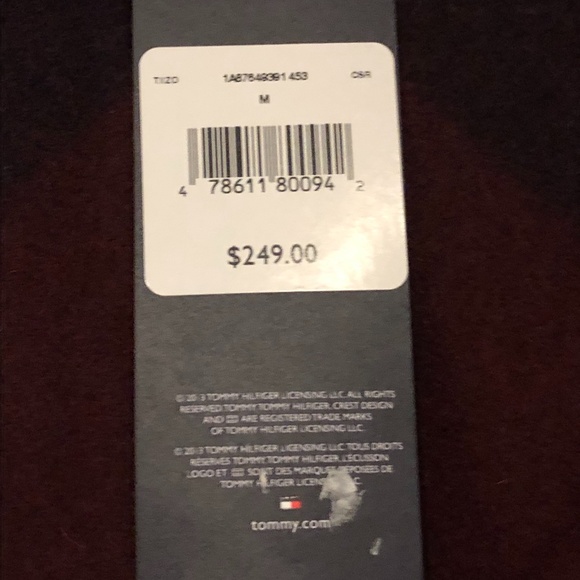 TIIZO 1A87649391 453 CSR
M
4 78611 80094 2
$249.00
© 2013 TOMMY HILFIGER LICENSING LLC. ALL RIGHTS
RESERVED.TOMMY.TOMMY HILFIGER, CREST DESIGN
AND ARE REGISTERED TRADE MARKS
OF TOMMY HILFIGER LICENSING LLC.
© 2013 TOMMY HILFIGER LICENSING LLC TOUS DROITS
RÉSERVÉS TOMMY.TOMMY HILFIGER, L'ÉCUSSON
LOGO ET SONT DES MARQUES DÉPOSÉES DE
TOMMY HILFIGER
tommy.com